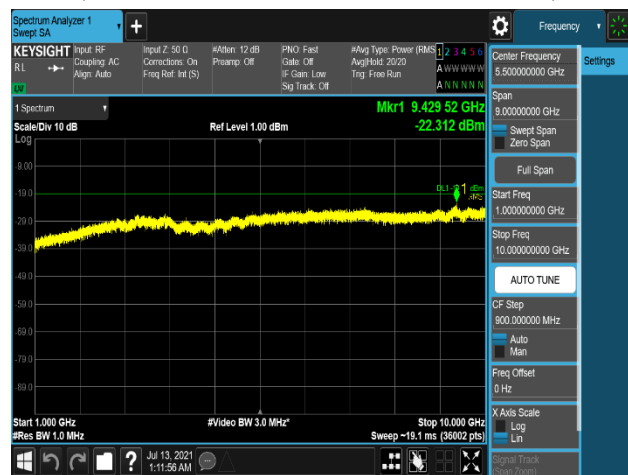 Spectrum Analyzer 1
Swept SA
Frequency
KEYSIGHT
R L
LXI
Input: RF
Coupling: AC
Align: Auto
Input Z: 50 Ω
Corrections: On
Freq Ref: Int (S)
#Atten: 12 dB
Preamp: Off
PNO: Fast
Gate: Off
IF Gain: Low
Sig Track: Off
#Avg Type: Power (RMS
Avg|Hold: 20/20
Trig: Free Run
1 2 3 4 5 6
A W W W W W
A N N N N N
1 Spectrum
Scale/Div 10 dB
Ref Level 1.00 dBm
Mkr1 9.429 52 GHz
-22.312 dBm
Log
-9.00
-19.0
-29.0
-39.0
-49.0
-59.0
-69.0
-79.0
-89.0
1
dBm
RMS
Start 1.000 GHz
#Video BW 3.0 MHz*
Stop 10.000 GHz
#Res BW 1.0 MHz
Sweep ~19.1 ms (36002 pts)
Jul 13, 2021
1:11:56 AM
Center Frequency
5.500000000 GHz
Settings
Span
9.00000000 GHz
Swept Span
Zero Span
Full Span
Start Freq
1.000000000 GHz
Stop Freq
10.000000000 GHz
AUTO TUNE
CF Step
900.000000 MHz
Auto
Man
Freq Offset
0 Hz
X Axis Scale
Log
Lin
Signal Track
(Span Zoom)